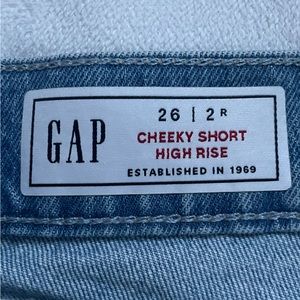 GAP
26 | 2R
CHEEKY SHORT
HIGH RISE
ESTABLISHED IN 1969